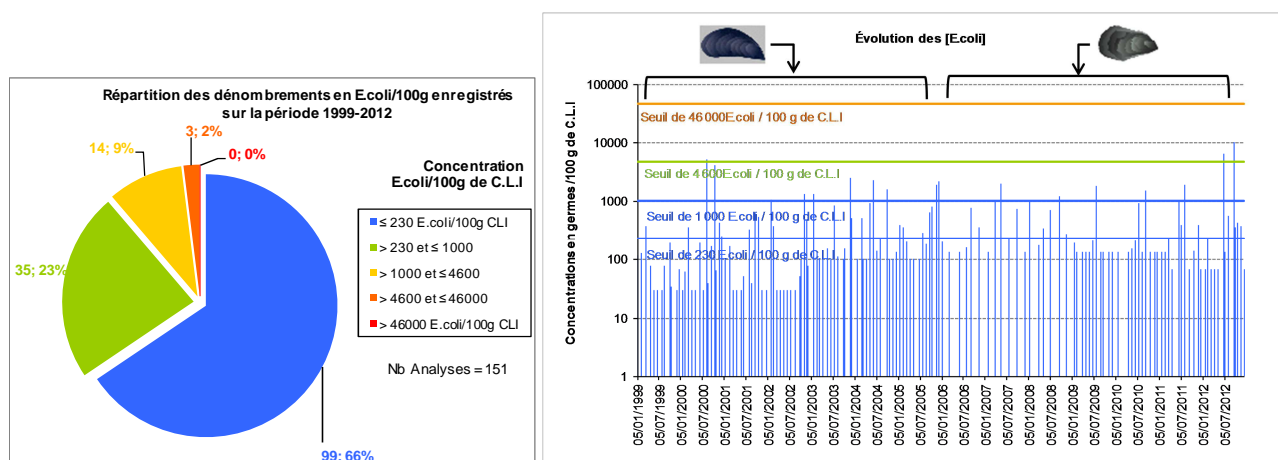 Répartition des dénombrements en E.coli/100g enregistrés
sur la période 1999-2012
3; 2%
14; 9%
0; 0%
35; 23%
99; 66%
Concentration
E.coli/100g de C.L.I
≤ 230 E.coli/100g CLI
> 230 et ≤ 1000
> 1000 et ≤ 4600
> 4600 et ≤ 46000
> 46000 E.coli/100g CLI
Nb Analyses = 151
Évolution des [E.coli]
Concentrations en germes /100 g de C.L.I
100000
10000
1000
100
10
1
Seuil de 46 000E.coli / 100 g de C.L.I
Seuil de 4 600E.coli / 100 g de C.L.I
Seuil de 1 000 E.coli / 100 g de C.L.I
Seuil de 230 E.coli / 100 g de C.L.I
05/01/1999
05/07/1999
05/01/2000
05/07/2000
05/01/2001
05/07/2001
05/01/2002
05/07/2002
05/01/2003
05/07/2003
05/01/2004
05/07/2004
05/01/2005
05/07/2005
05/01/2006
05/07/2006
05/01/2007
05/07/2007
05/01/2008
05/07/2008
05/01/2009
05/07/2009
05/01/2010
05/07/2010
05/01/2011
05/07/2011
05/01/2012
05/07/2012